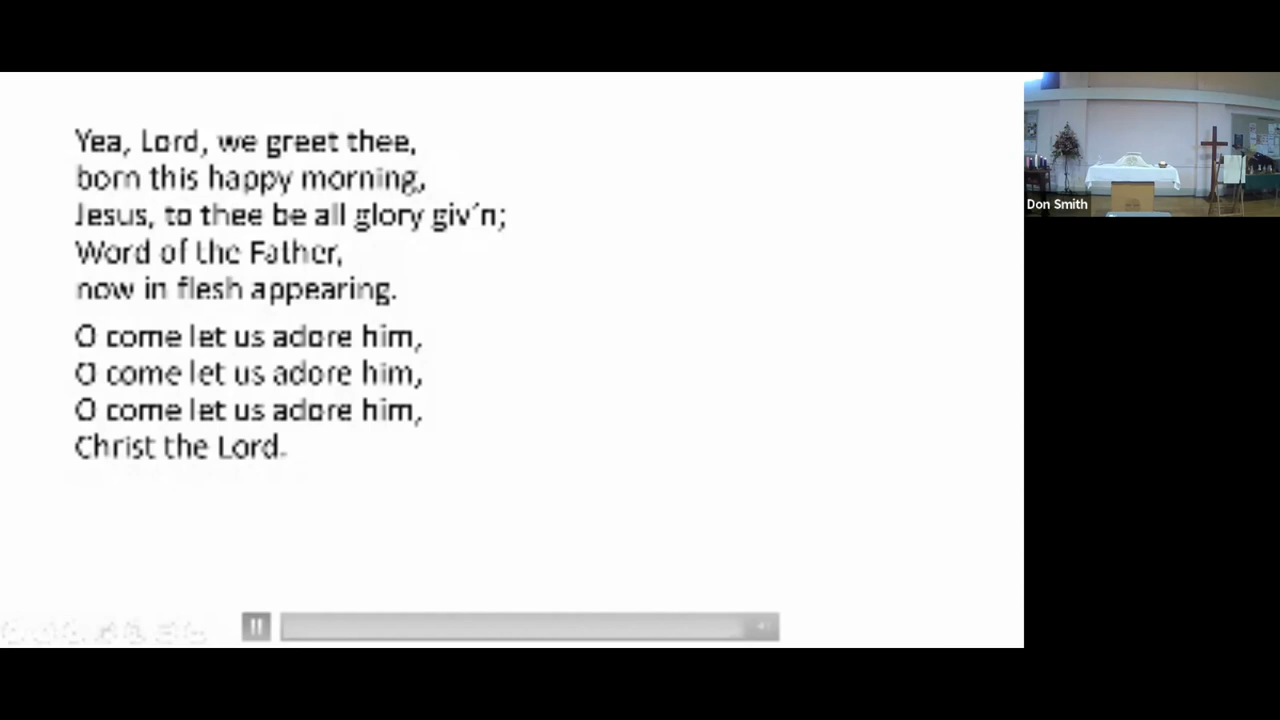 Yea, Lord, we greet thee,
born this happy morning,
Jesus, to thee be all glory giv'n;
Word of the Father,
now in flesh appearing.
O come let us adore him,
O come let us adore him,
O come let us adore him,
Christ the Lord.
Don Smith